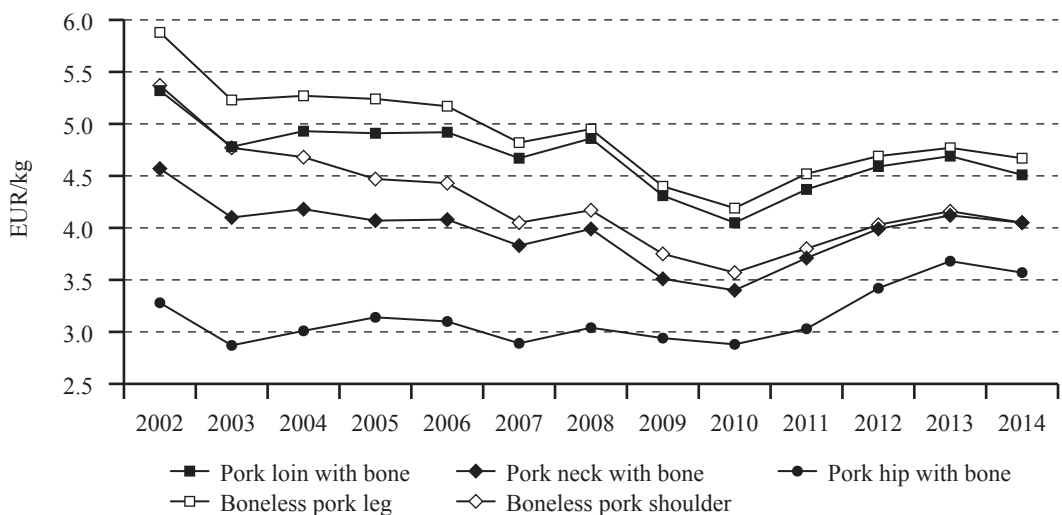 6.0
5.5
5.0
4.5
4.0
3.5
3.0
2.5
EUR/kg
2002 2003 2004 2005 2006 2007 2008 2009 2010 2011 2012 2013 2014
Pork loin with bone Pork neck with bone Pork hip with bone
Boneless pork leg Boneless pork shoulder